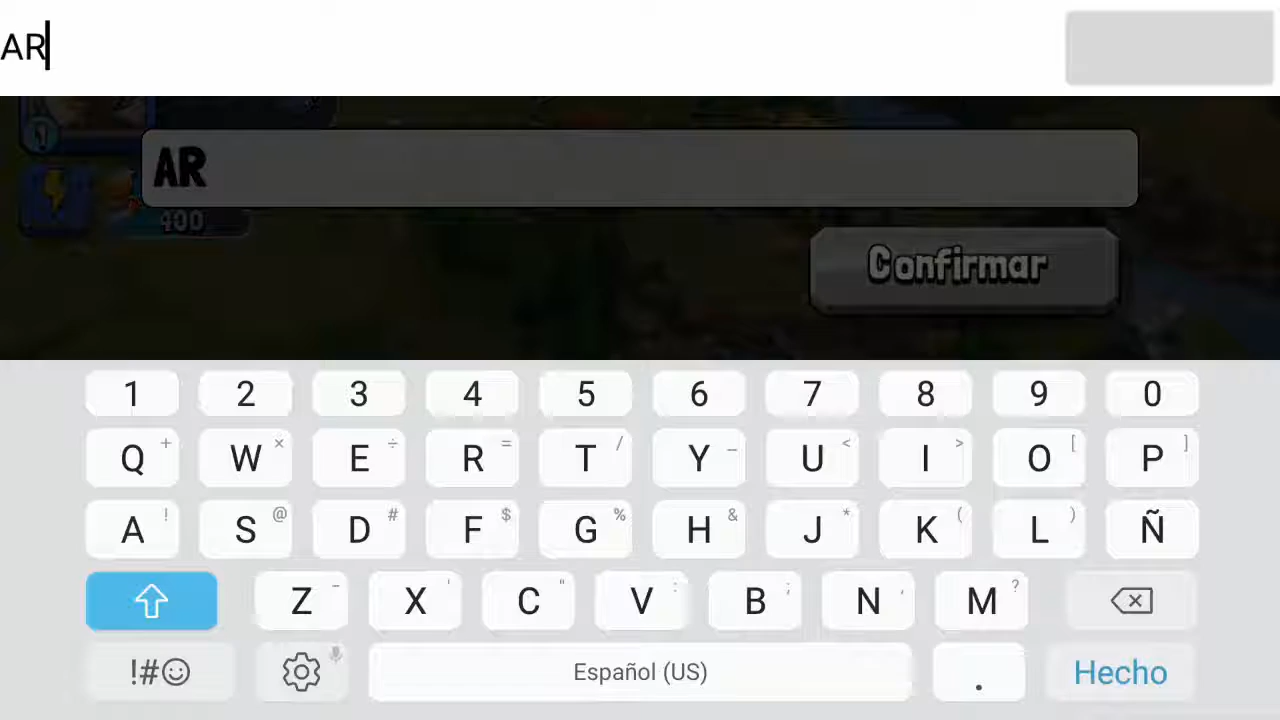 AR
AR
400
Confirmar
1 2 3 4 5 6 7 8 9 0
Q + W × E ÷ R = T / Y _ U < I > O [ P ]
A ! S @ D # F $ G % H & J * K ( L ) Ñ
Z - X ' C " V : B ; N , M ?
!#☺ Español (US) . Hecho